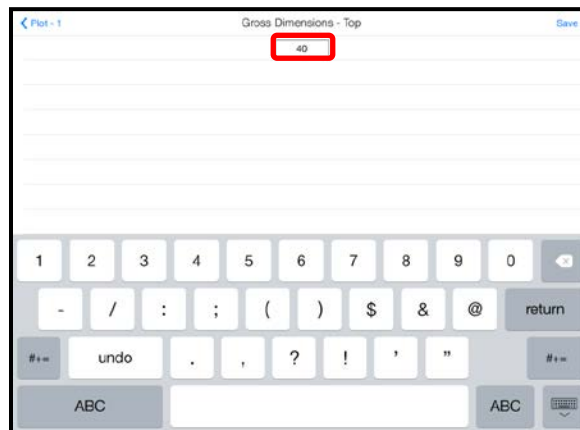 Plot - 1 Gross Dimensions - Top Save
40
1 2 3 4 5 6 7 8 9 0
- / : ; ( ) $ & @ return
#+= undo . , ? ! ' " #+=
ABC ABC